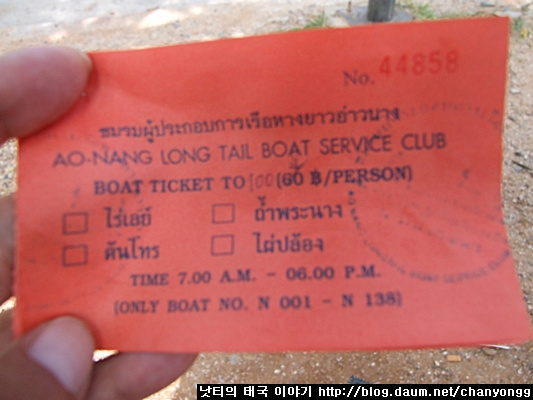 No. 44858
ชมรมผู้ประกอบการเรือหางยาวอ่าวนาง
AO-NANG LONG TAIL BOAT SERVICE CLUB
BOAT TICKET TO 100 (60 ฿/PERSON)
ไร่เลย์ ถ้ำพระนาง
ต้นไทร ไผ่ปล้อง
TIME 7.00 A.M. - 06.00 P.M.
(ONLY BOAT NO. N 001 - N 138)
BOAT SERVICE CLUB
낫티의 태국 이야기 http://blog.daum.net/chanyongg